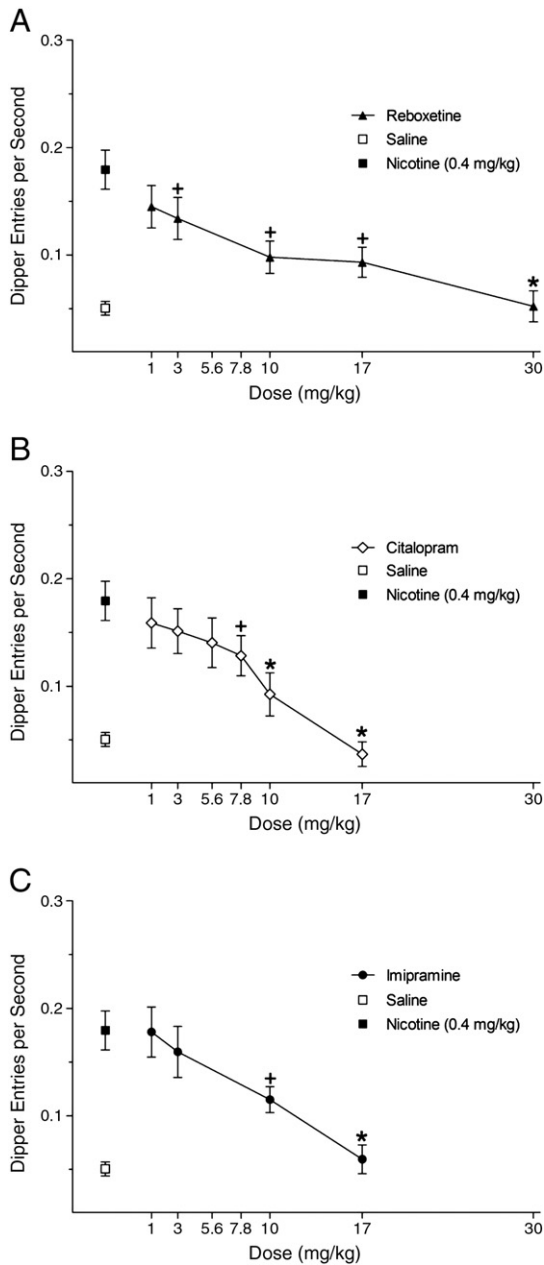 A
0.3
0.2
0.1
Dipper Entries per Second
Reboxetine
Saline
Nicotine (0.4 mg/kg)
+
+
+
*
1 3 5.6 7.8 10 17 30
Dose (mg/kg)
B
0.3
0.2
0.1
Dipper Entries per Second
Citalopram
Saline
Nicotine (0.4 mg/kg)
+
*
*
1 3 5.6 7.8 10 17 30
Dose (mg/kg)
C
0.3
0.2
0.1
Dipper Entries per Second
Imipramine
Saline
Nicotine (0.4 mg/kg)
+
*
1 3 5.6 7.8 10 17 30
Dose (mg/kg)